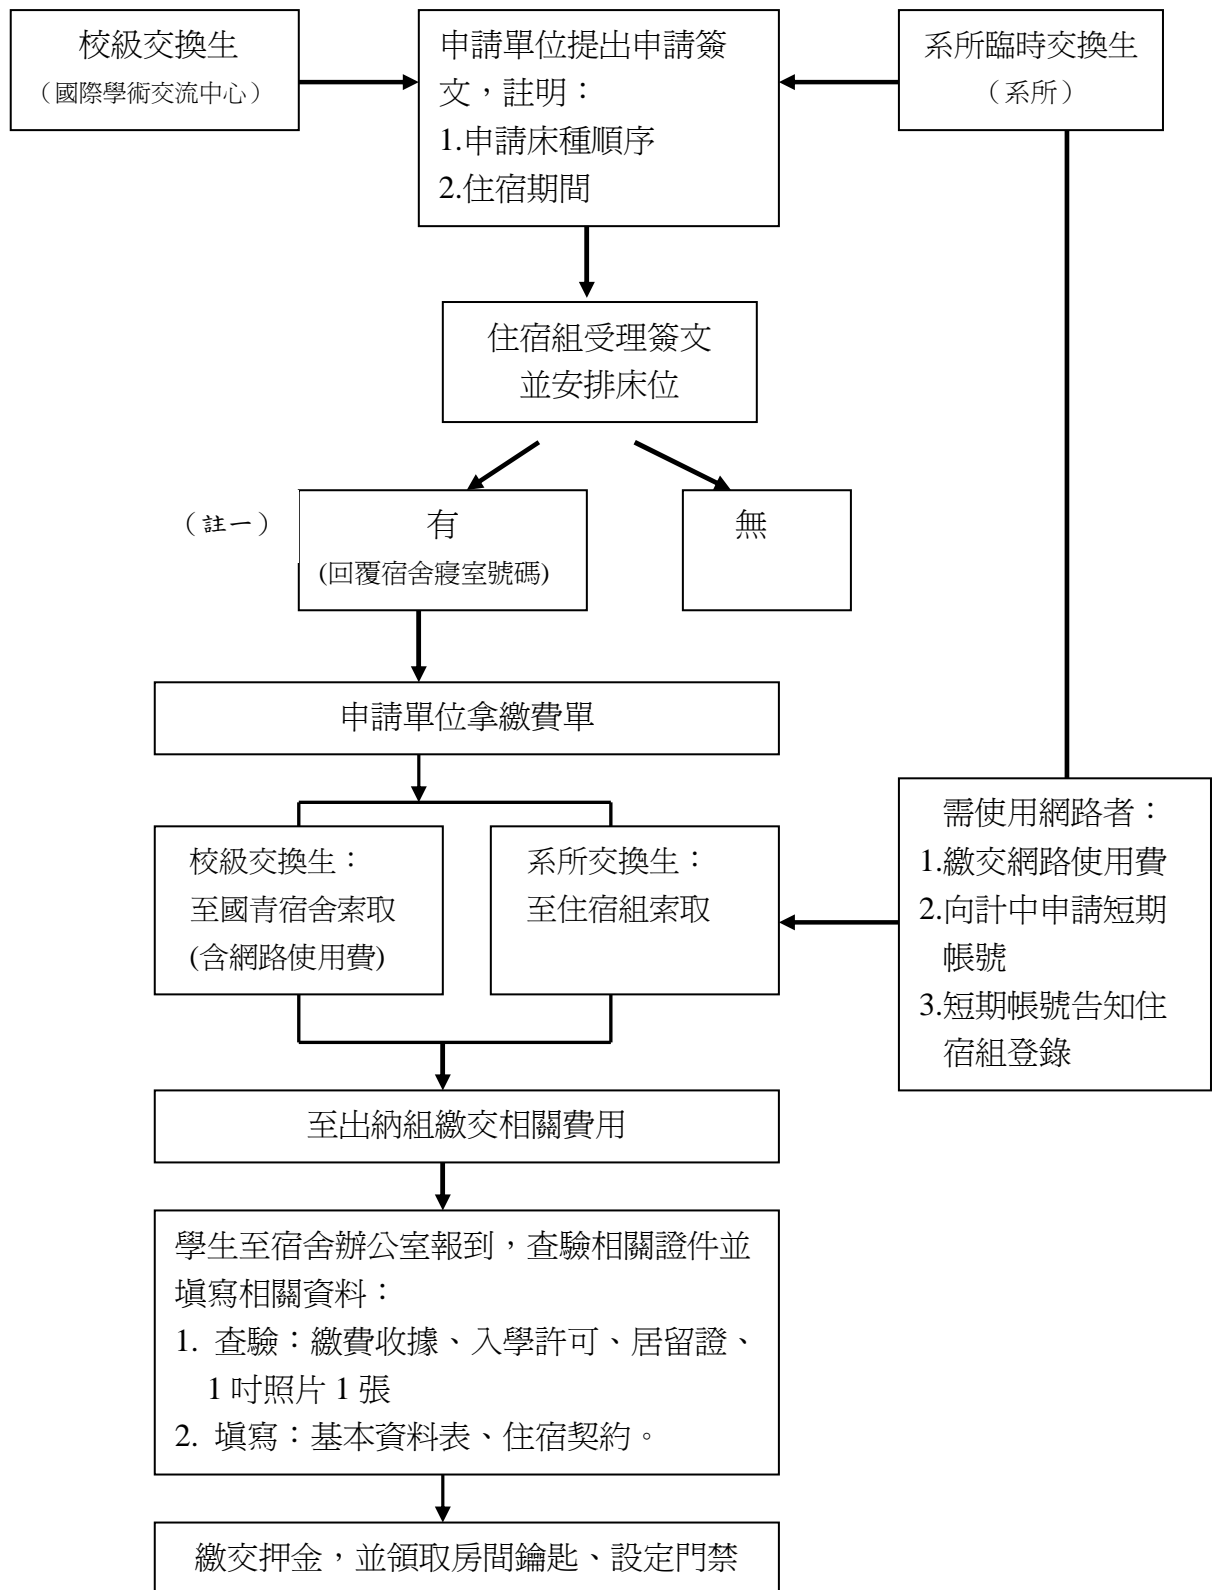 校級交換生
（國際學術交流中心）
申請單位提出申請簽
文，註明：
1.申請床種順序
2.住宿期間
系所臨時交換生
（系所）
住宿組受理簽文
並安排床位
（註一）
有
(回覆宿舍寢室號碼)
無
申請單位拿繳費單
校級交換生：
至國青宿舍索取
(含網路使用費)
系所交換生：
至住宿組索取
需使用網路者：
1.繳交網路使用費
2.向計中申請短期
帳號
3.短期帳號告知住
宿組登錄
至出納組繳交相關費用
學生至宿舍辦公室報到，查驗相關證件並
填寫相關資料：
1. 查驗：繳費收據、入學許可、居留證、
1 吋照片 1 張
2. 填寫：基本資料表、住宿契約。
繳交押金，並領取房間鑰匙、設定門禁